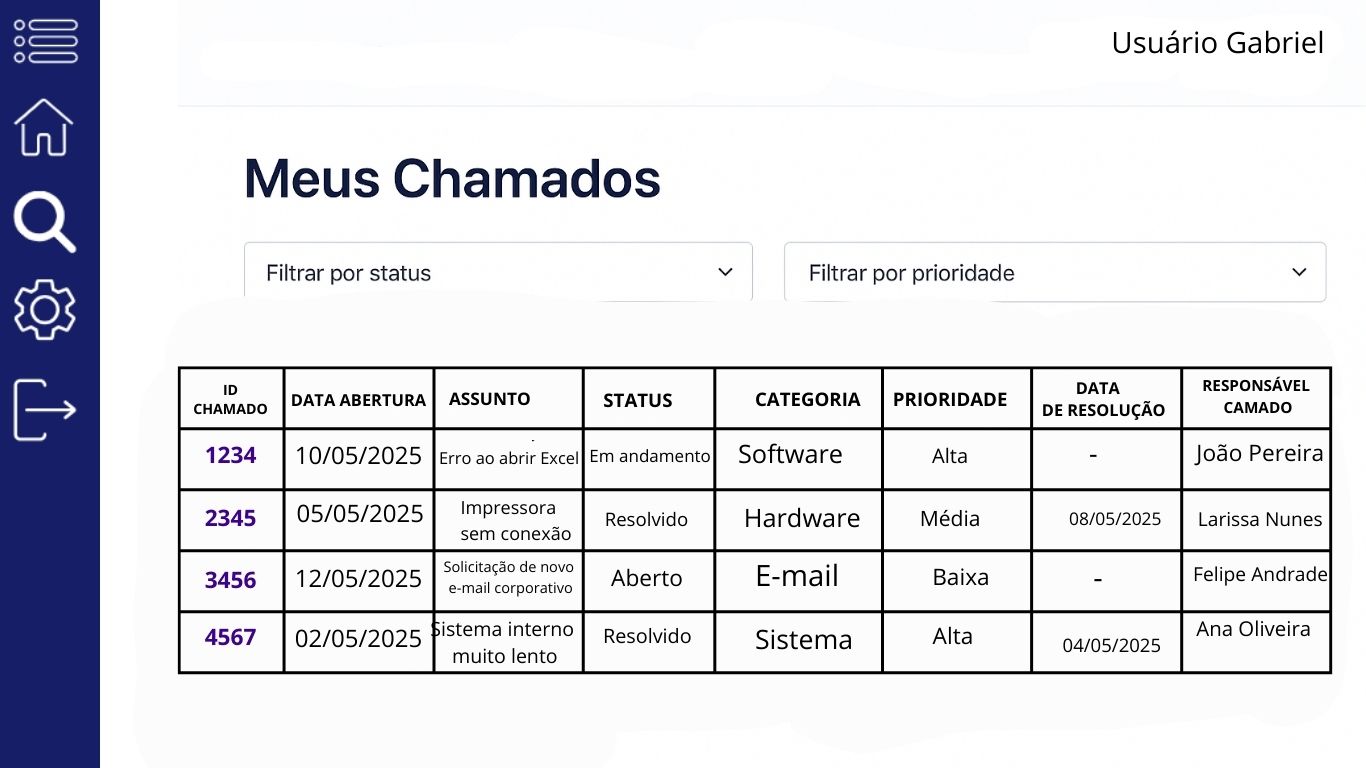 Usuário Gabriel
Meus Chamados
Filtrar por status
Filtrar por prioridade
ID
CHAMADO
DATA ABERTURA
ASSUNTO
STATUS
CATEGORIA
PRIORIDADE
DATA
DE RESOLUÇÃO
RESPONSÁVEL
CAMADO
1234
10/05/2025
Erro ao abrir Excel
Em andamento
Software
Alta
-
João Pereira
2345
05/05/2025
Impressora
sem conexão
Resolvido
Hardware
Média
08/05/2025
Larissa Nunes
3456
12/05/2025
Solicitação de novo
e-mail corporativo
Aberto
E-mail
Baixa
-
Felipe Andrade
4567
02/05/2025
Sistema interno
muito lento
Resolvido
Sistema
Alta
04/05/2025
Ana Oliveira